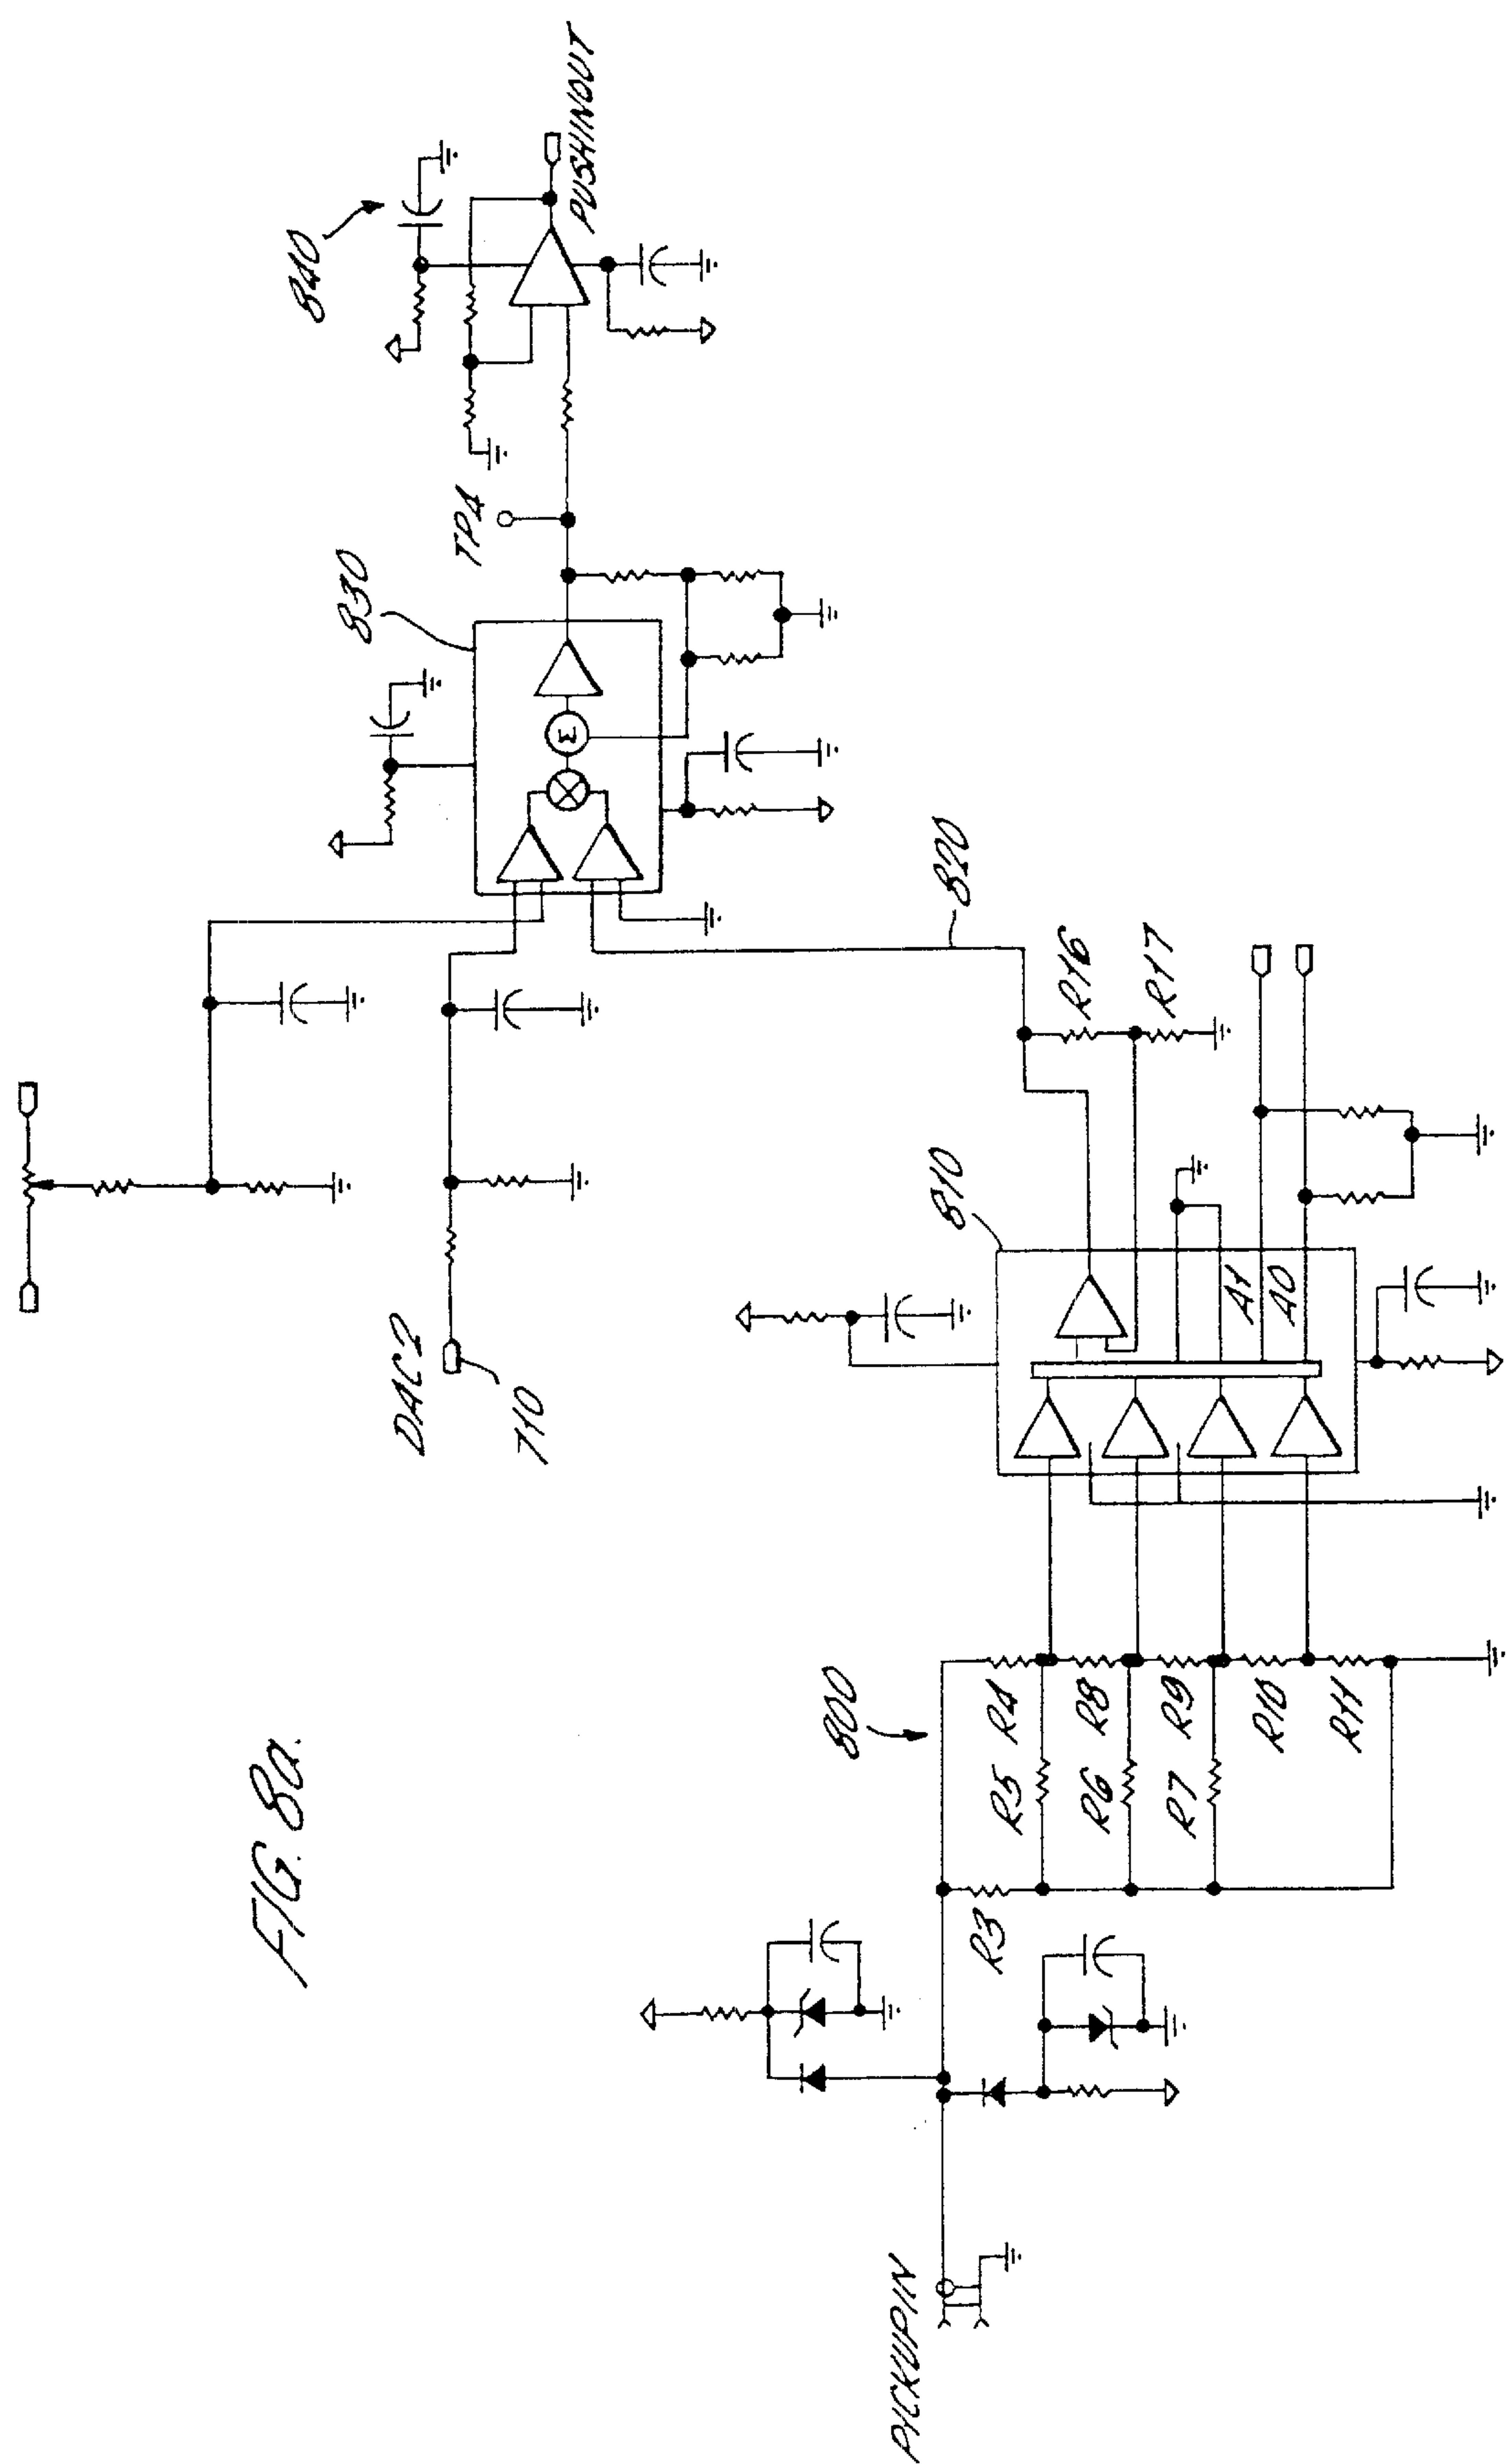 FIG. 8a.
840
PUSHINOUT
TP4
830
DAC2
710
Σ
820
R16
R17
810
A1
A0
800
R4
R5
R8
R6
R9
R7
R10
R11
R3
PICKUPIN